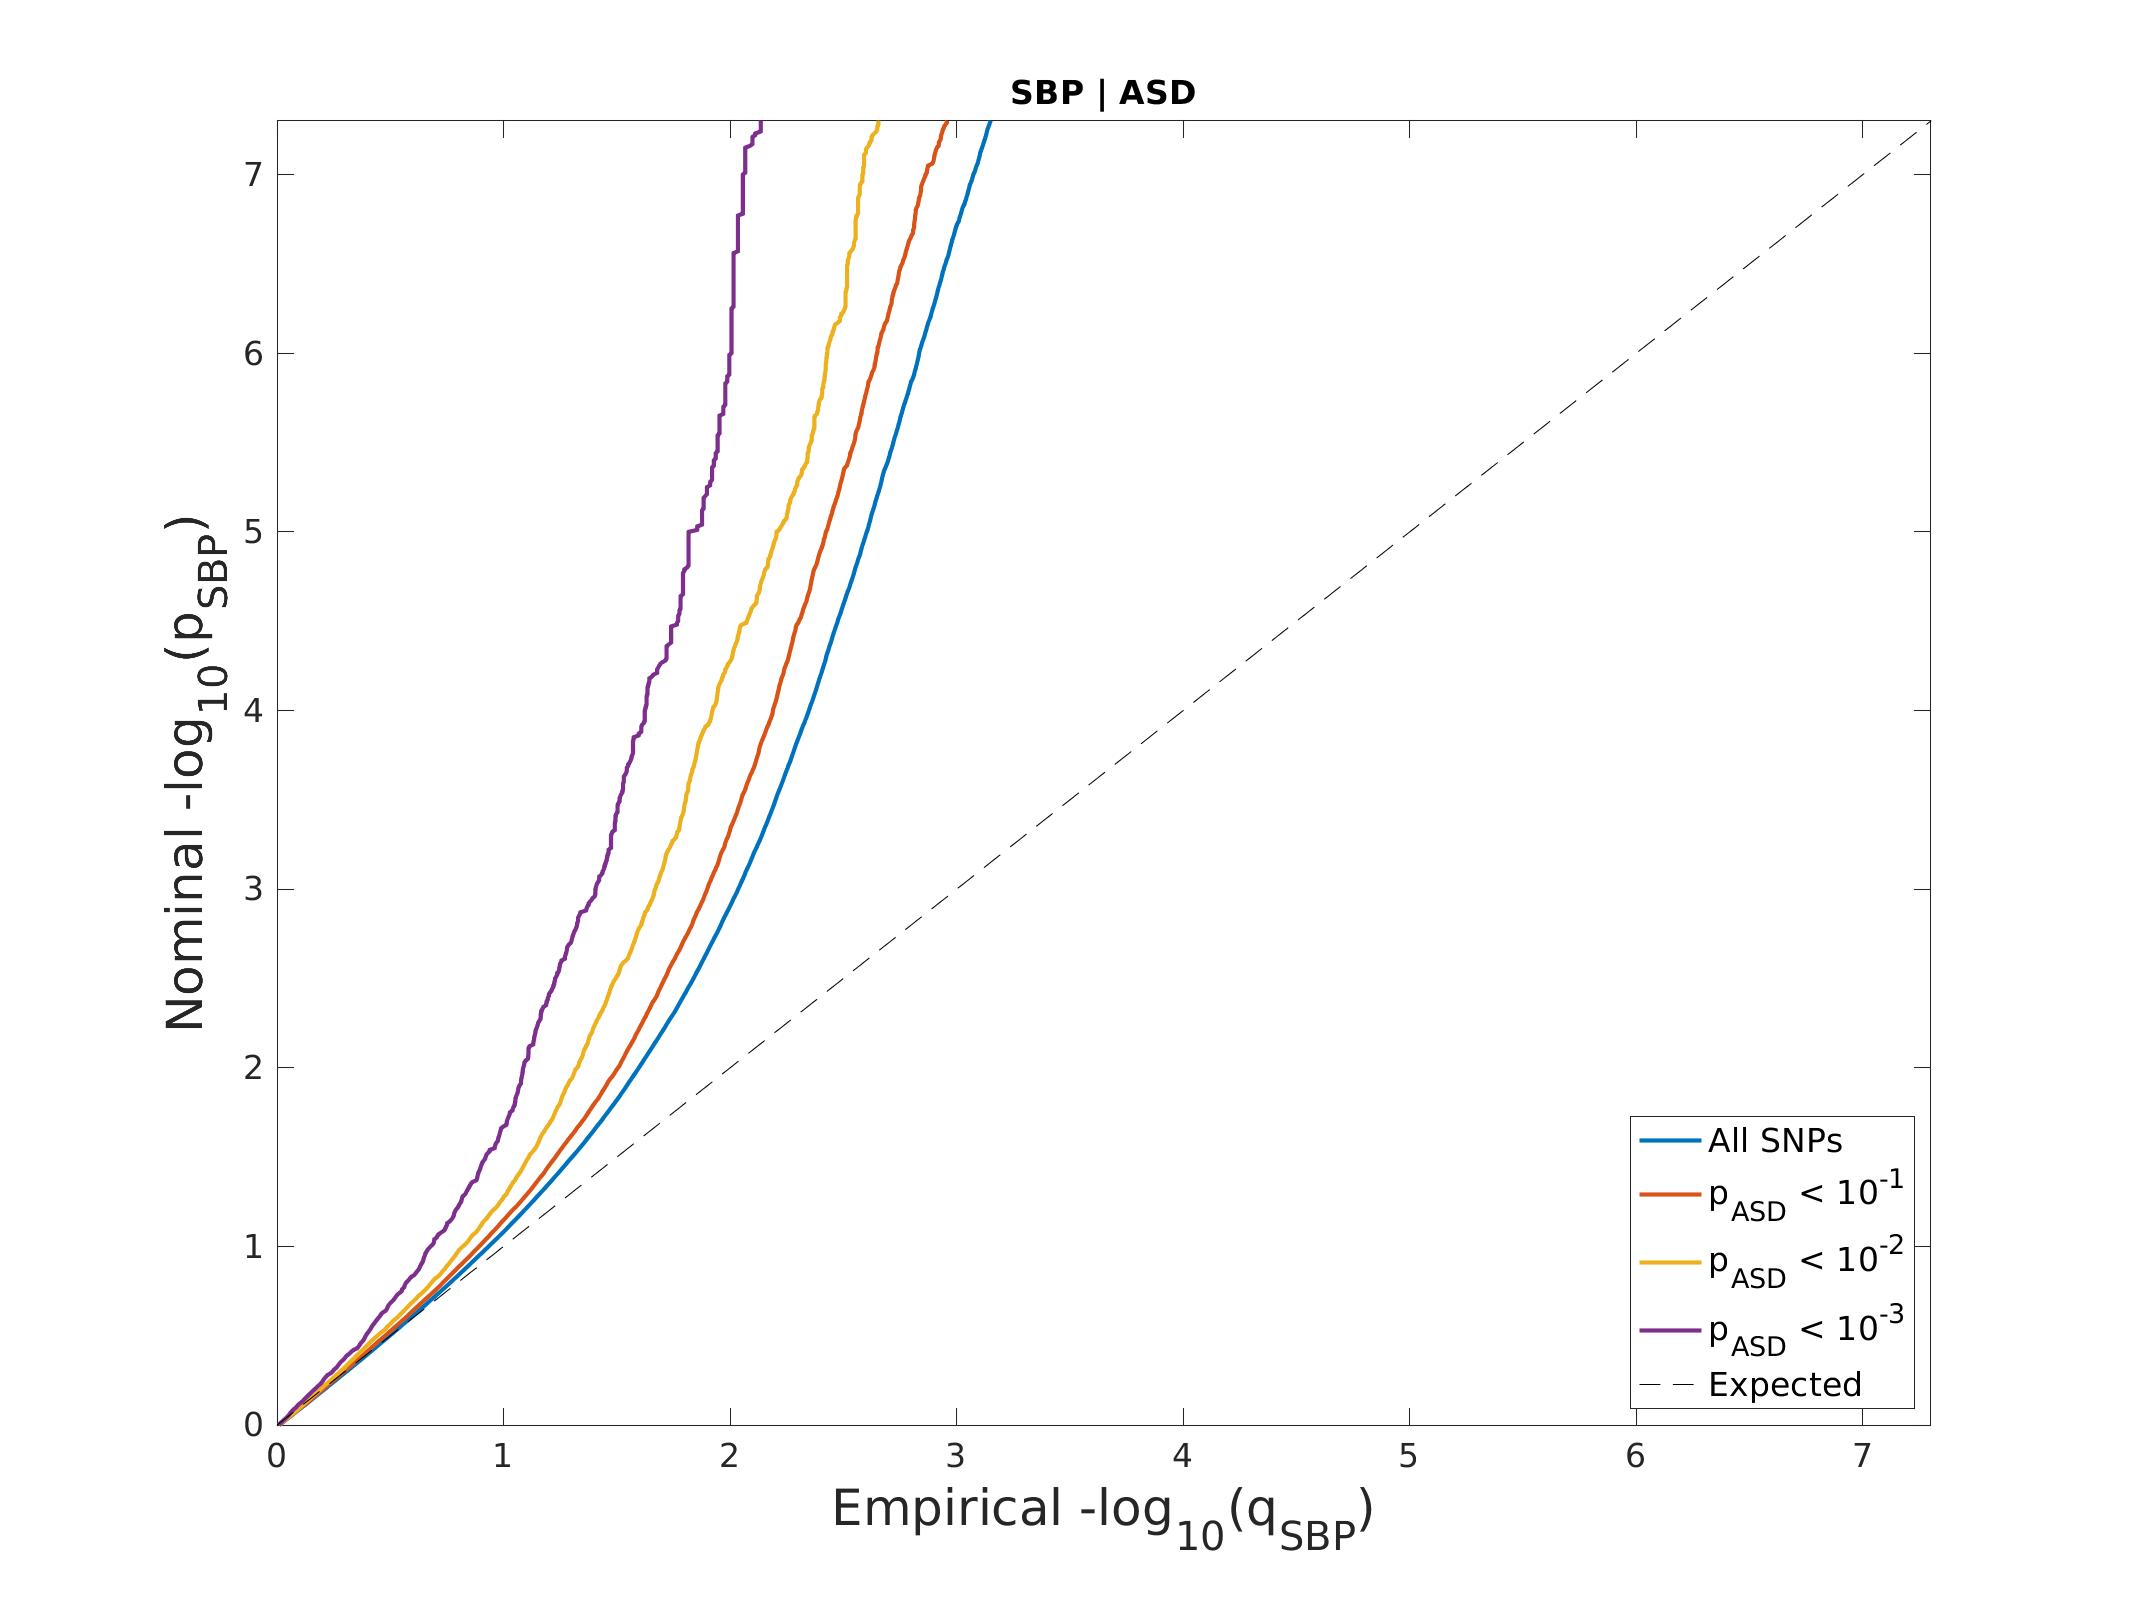 SBP | ASD
Nominal -log10(pSBP)
7
6
5
4
3
2
1
0
0 1 2 3 4 5 6 7
Empirical -log10(qSBP)
All SNPs
pASD < 10-1
pASD < 10-2
pASD < 10-3
Expected